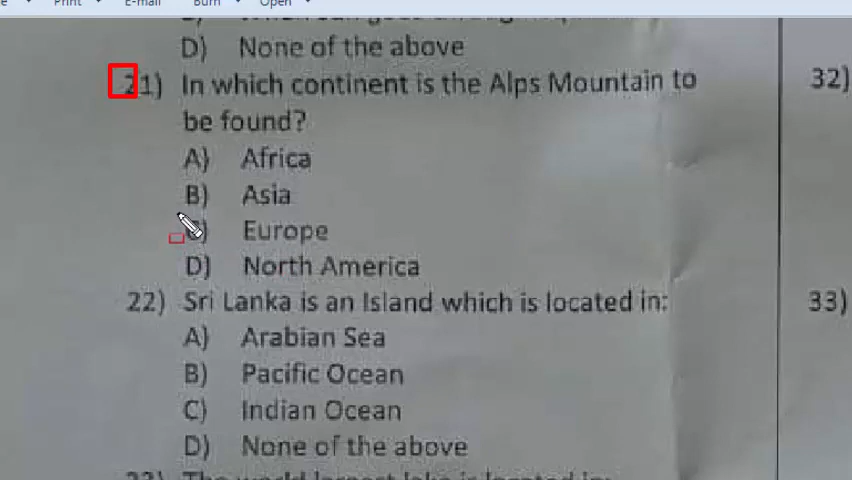 Print E-mail Burn Open
D) None of the above
21) In which continent is the Alps Mountain to
be found?
A) Africa
B) Asia
C) Europe
D) North America
22) Sri Lanka is an Island which is located in:
A) Arabian Sea
B) Pacific Ocean
C) Indian Ocean
D) None of the above
32)
33)